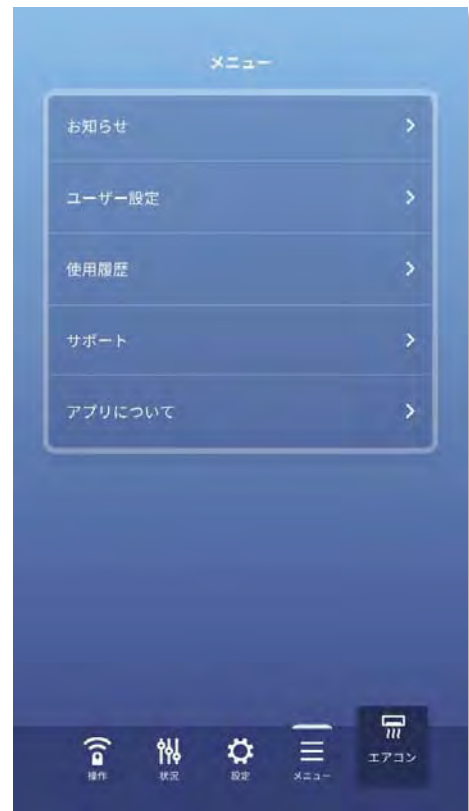 メニュー
お知らせ
ユーザー設定
使用履歴
サポート
アプリについて
操作
状況
設定
メニュー
エアコン